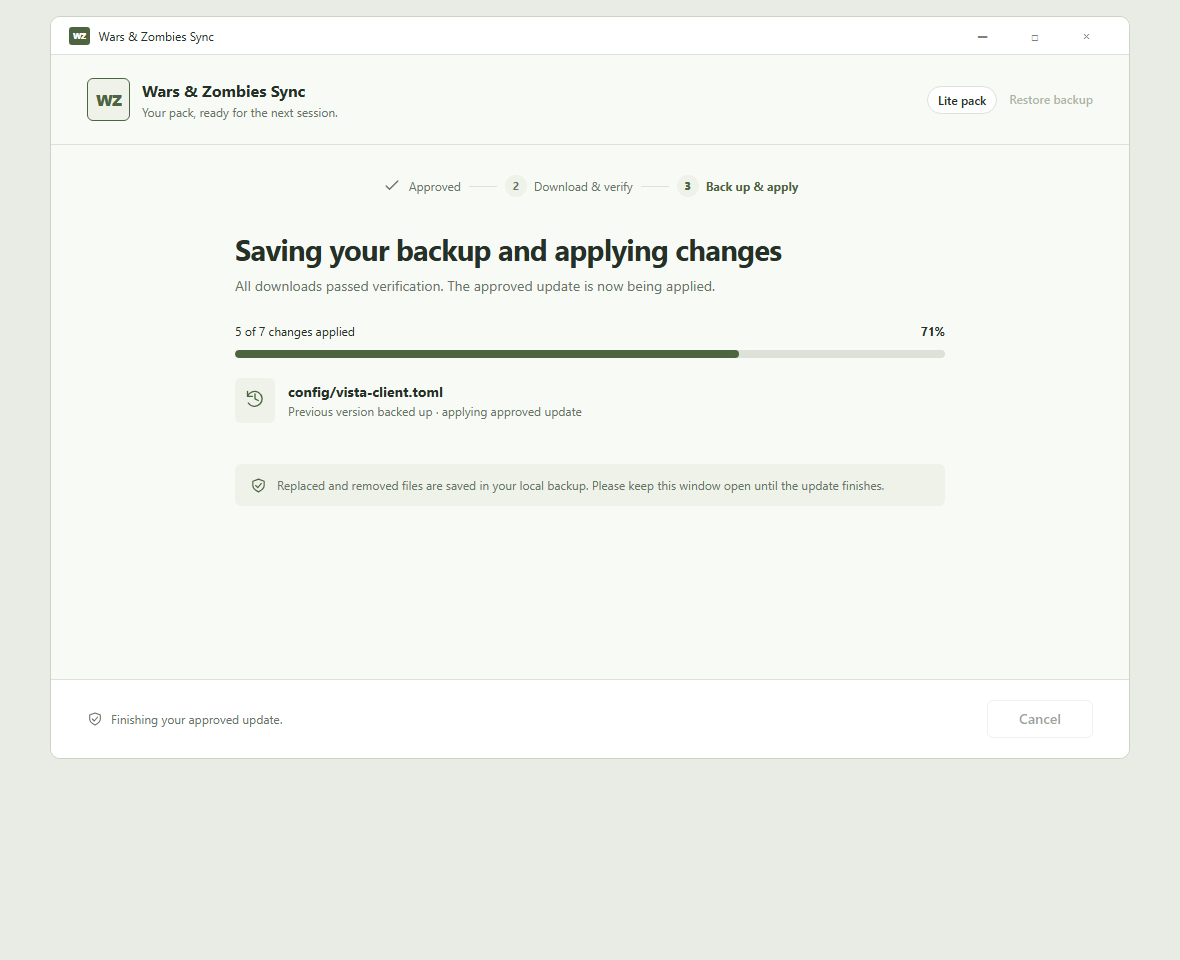 WZ Wars & Zombies Sync
WZ
Wars & Zombies Sync
Your pack, ready for the next session.
Lite pack
Restore backup
Approved
2 Download & verify
3 Back up & apply
Saving your backup and applying changes
All downloads passed verification. The approved update is now being applied.
5 of 7 changes applied
71%
config/vista-client.toml
Previous version backed up · applying approved update
Replaced and removed files are saved in your local backup. Please keep this window open until the update finishes.
Finishing your approved update.
Cancel